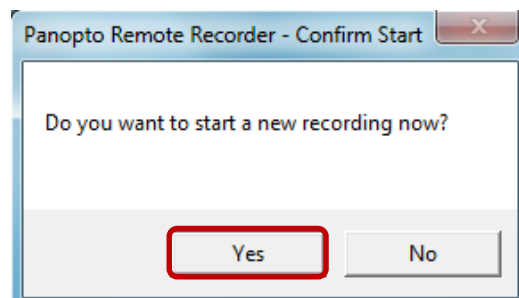 Panopto Remote Recorder - Confirm Start
Do you want to start a new recording now?
Yes
No